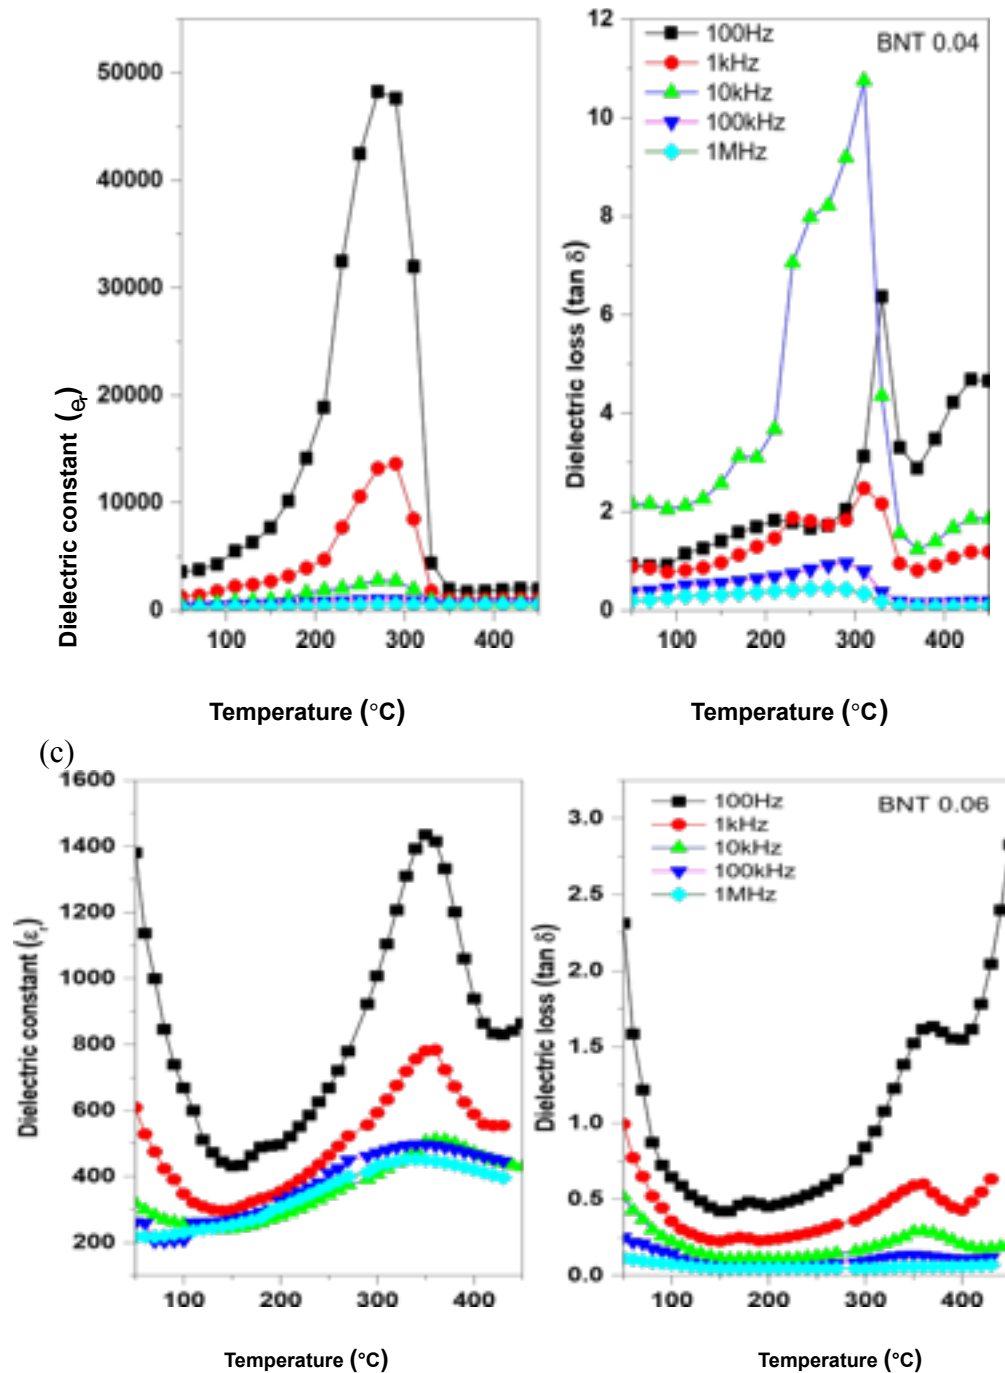 50000
40000
30000
20000
10000
0
100
200
300
400
Dielectric constant (er)
Temperature (°C)
12
10
8
6
4
2
0
100
200
300
400
Dielectric loss (tan δ)
Temperature (°C)
100Hz
1kHz
10kHz
100kHz
1MHz
BNT 0.04
(c)
1600
1400
1200
1000
800
600
400
200
100
200
300
400
Dielectric constant (εr)
Temperature (°C)
3.0
2.5
2.0
1.5
1.0
0.5
0.0
100
200
300
400
Dielectric loss (tan δ)
Temperature (°C)
100Hz
1kHz
10kHz
100kHz
1MHz
BNT 0.06